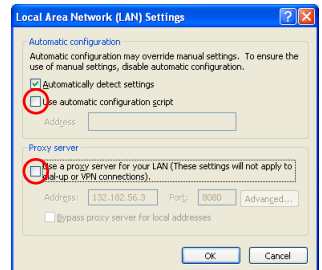 Local Area Network (LAN) Settings
Automatic configuration
Automatic configuration may override manual settings. To ensure the
use of manual settings, disable automatic configuration.
Automatically detect settings
Use automatic configuration script
Address
Proxy server
Use a proxy server for your LAN (These settings will not apply to
dial-up or VPN connections).
Address: 132.182.56.3 Port: 8080 Advanced...
Bypass proxy server for local addresses
OK Cancel